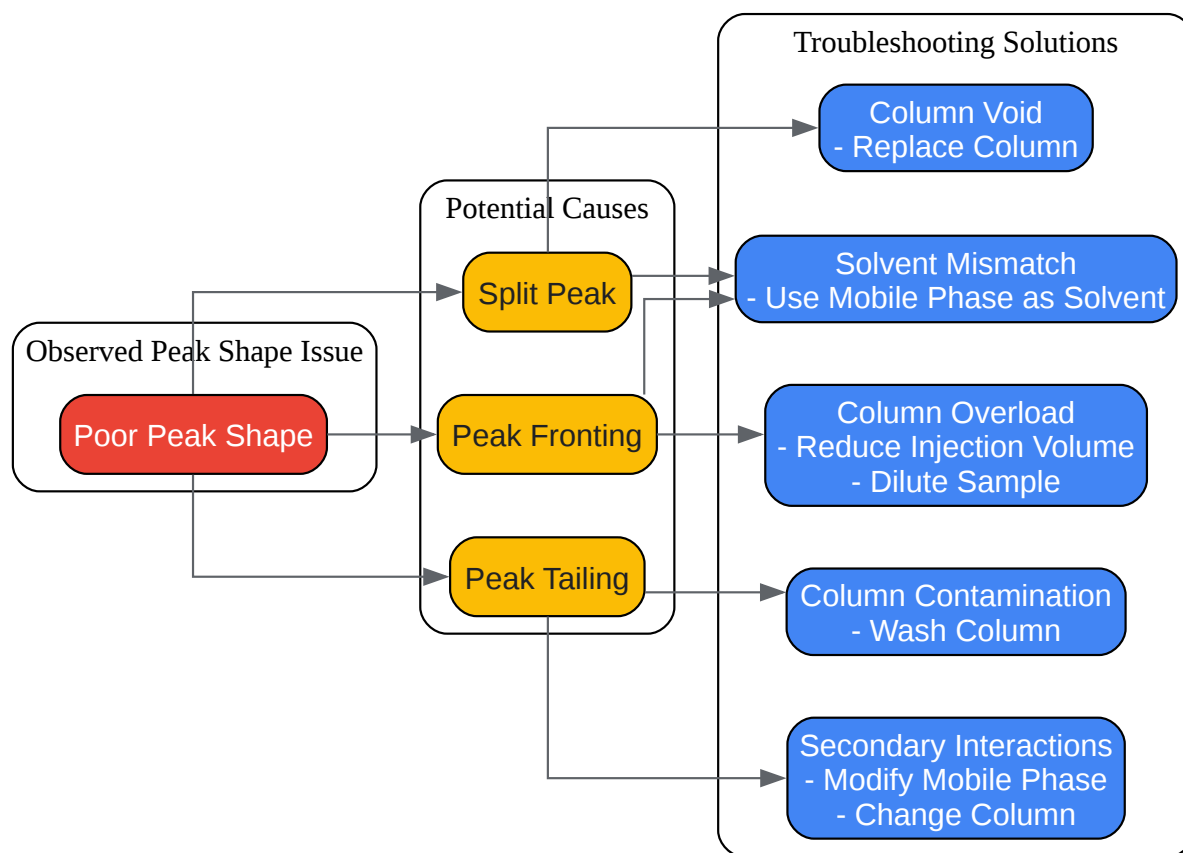 Troubleshooting Solutions
Column Void
- Replace Column
Potential Causes
Split Peak
Solvent Mismatch
- Use Mobile Phase as Solvent
Observed Peak Shape Issue
Poor Peak Shape
Peak Fronting
Column Overload
- Reduce Injection Volume
- Dilute Sample
Peak Tailing
Column Contamination
- Wash Column
Secondary Interactions
- Modify Mobile Phase
- Change Column